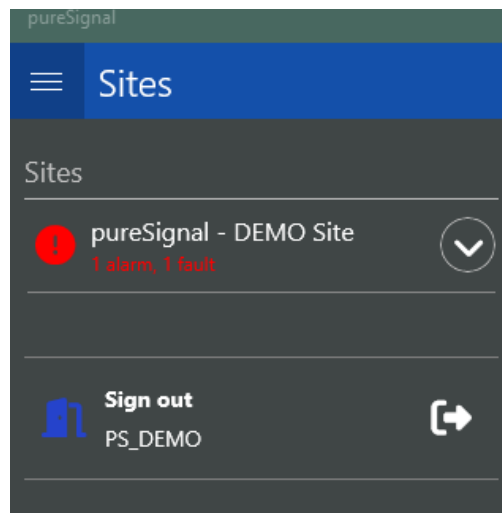 pureSignal
Sites
Sites
pureSignal - DEMO Site
1 alarm, 1 fault
Sign out
PS_DEMO